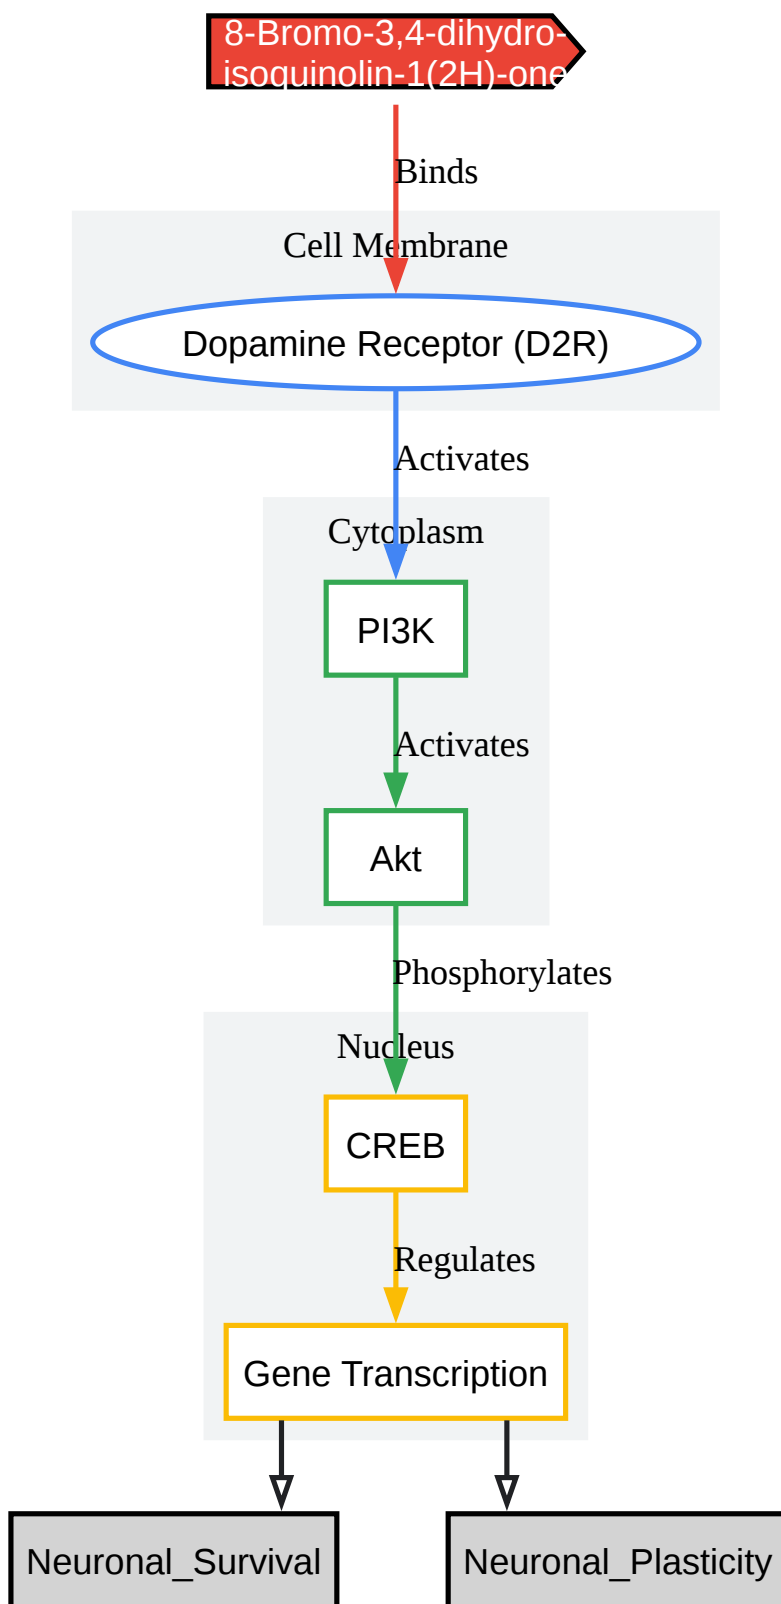 8-Bromo-3,4-dihydro-
isoquinolin-1(2H)-one
Binds
Cell Membrane
Dopamine Receptor (D2R)
Activates
Cytoplasm
PI3K
Activates
Akt
Phosphorylates
Nucleus
CREB
Regulates
Gene Transcription
Neuronal_Survival
Neuronal_Plasticity